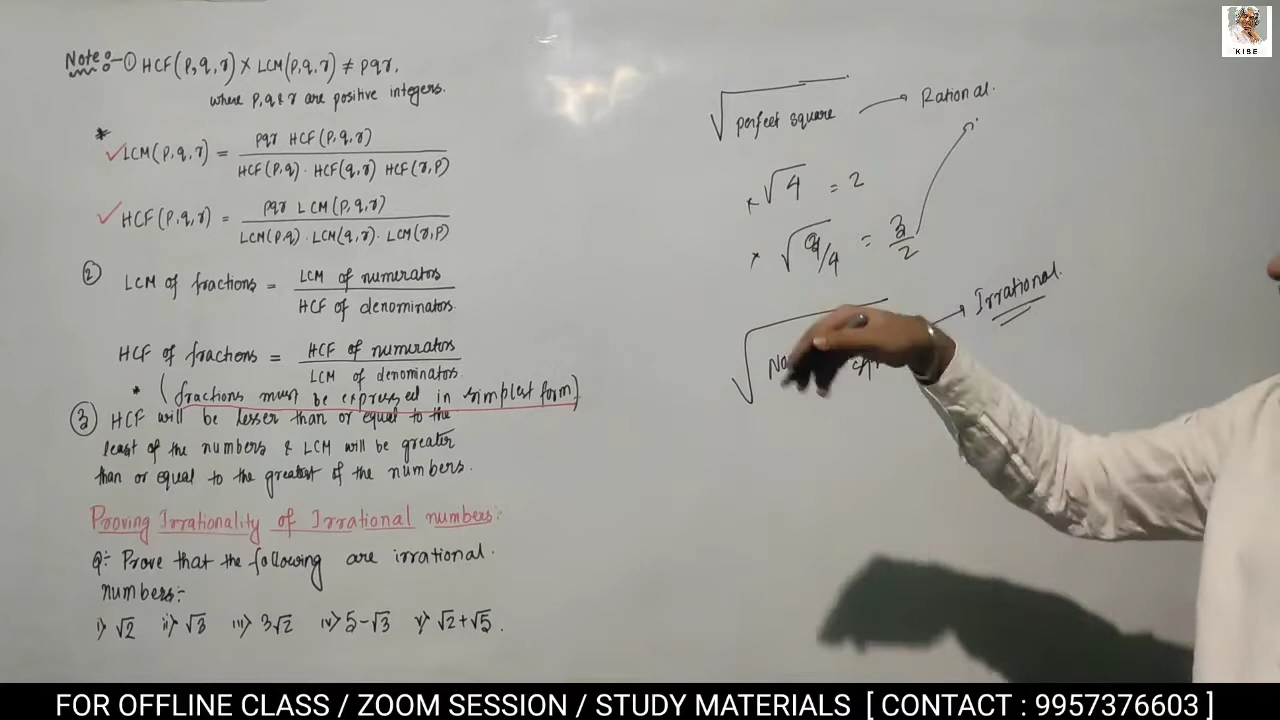 Note:- ① HCF(p,q,r) × LCM(p,q,r) ≠ pqr,
where p,q & r are positive integers.
* ✓ LCM(p,q,r) = pqr HCF(p,q,r) / HCF(p,q) · HCF(q,r) HCF(r,p)
✓ HCF(p,q,r) = pqr LCM(p,q,r) / LCM(p,q) · LCM(q,r) · LCM(r,p)
② LCM of fractions = LCM of numerators / HCF of denominators.
HCF of fractions = HCF of numerators / LCM of denominators.
* (fractions must be expressed in simplest form)
③ HCF will be lesser than or equal to the
least of the numbers & LCM will be greater
than or equal to the greatest of the numbers.
Proving Irrationality of Irrational numbers:-
Q:- Prove that the following are irrational.
numbers:-
i) √2 ii) √3 iii) 3√2 iv) 5-√3 v) √2+√5.
√perfect square → Rational.
* √4 = 2
* √9/4 = 3/2
→ Irrational.
KISE
FOR OFFLINE CLASS / ZOOM SESSION / STUDY MATERIALS [ CONTACT : 9957376603 ]